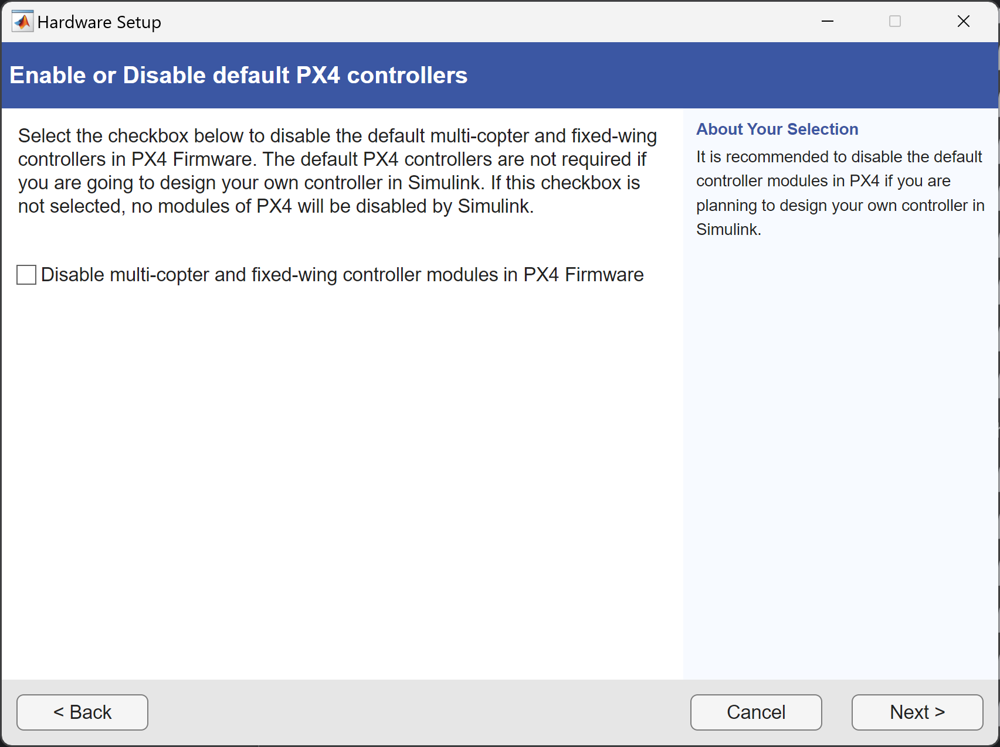 Hardware Setup
Enable or Disable default PX4 controllers
Select the checkbox below to disable the default multi-copter and fixed-wing
controllers in PX4 Firmware. The default PX4 controllers are not required if
you are going to design your own controller in Simulink. If this checkbox is
not selected, no modules of PX4 will be disabled by Simulink.
Disable multi-copter and fixed-wing controller modules in PX4 Firmware
About Your Selection
It is recommended to disable the default
controller modules in PX4 if you are
planning to design your own controller in
Simulink.
< Back
Cancel
Next >